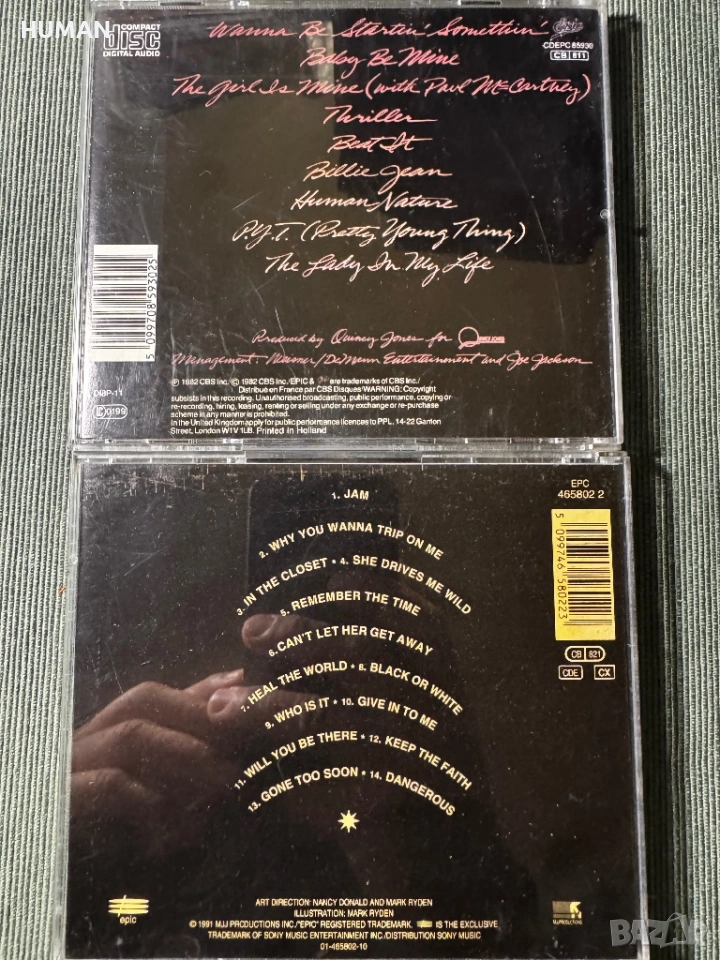 HUMAN
COMPACT
DISC
DIGITAL AUDIO
Epic
CDEPC 85930
CB 811
Wanna Be Startin' Somethin'
Baby Be Mine
The Girl Is Mine (with Paul McCartney)
Thriller
Beat It
Billie Jean
Human Nature
P.Y.T. (Pretty Young Thing)
The Lady In My Life
5 099708 593025
Produced by Quincy Jones for
QUINCY JONES
Management: Weisner/DeMann Entertainment and Joe Jackson
DIDP-11
0199
℗ 1982 CBS Inc. © 1982 CBS Inc./EPIC & are trademarks of CBS Inc./
Distribué en France par CBS Disques/WARNING: Copyright
subsists in this recording. Unauthorised broadcasting, public performance, copying or
re-recording, hiring, leasing, renting or selling under any exchange or re-purchase
scheme in any manner is prohibited.
In the United Kingdom apply for public performance licences to PPL, 14-22 Ganton
Street, London W1V 1LB. Printed in Holland
EPC
465802 2
5 099746 580223
CB 821
CDE CX
1. JAM
2. WHY YOU WANNA TRIP ON ME
3. IN THE CLOSET • 4. SHE DRIVES ME WILD
5. REMEMBER THE TIME
6. CAN'T LET HER GET AWAY
7. HEAL THE WORLD • 8. BLACK OR WHITE
9. WHO IS IT • 10. GIVE IN TO ME
11. WILL YOU BE THERE • 12. KEEP THE FAITH
13. GONE TOO SOON • 14. DANGEROUS
epic
MJJ PRODUCTIONS
ART DIRECTION: NANCY DONALD AND MARK RYDEN
ILLUSTRATION: MARK RYDEN
© 1991 MJJ PRODUCTIONS INC./"EPIC" REGISTERED TRADEMARK. IS THE EXCLUSIVE
TRADEMARK OF SONY MUSIC ENTERTAINMENT INC./DISTRIBUTION SONY MUSIC
01-465802-10
BAZAR